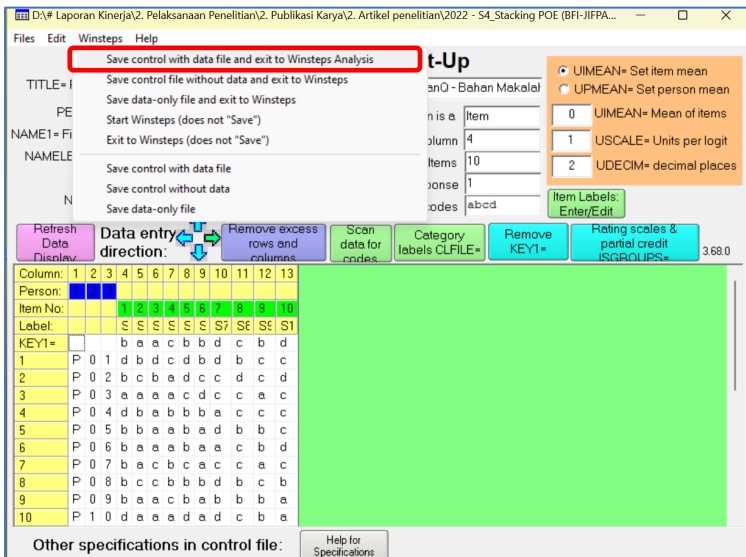 D:\# Laporan Kinerja\2. Pelaksanaan Penelitian\2. Publikasi Karya\2. Artikel penelitian\2022 - S4_Stacking POE (BFI-JIFPA...
Files Edit Winsteps Help
Save control with data file and exit to Winsteps Analysis
Save control file without data and exit to Winsteps
Save data-only file and exit to Winsteps
Start Winsteps (does not "Save")
Exit to Winsteps (does not "Save")
Save control with data file
Save control without data
Save data-only file
t-Up
TITLE=
anQ - Bahan Makalah
PE
n is a Item
NAME1= Fi
olumn 4
NAMELE
Items 10
ponse 1
N
codes abcd
UIMEAN= Set item mean
UPMEAN= Set person mean
0 UIMEAN= Mean of items
1 USCALE= Units per logit
2 UDECIM= decimal places
Item Labels:
Enter/Edit
Refresh
Data
Display
Data entry
direction:
Remove excess
rows and
columns
Scan
data for
codes
Category
labels CLFILE=
Remove
KEY1=
Rating scales &
partial credit
ISGROUPS=
3.68.0
Column: 1 2 3 4 5 6 7 8 9 10 11 12 13
Person: 1 2 3
Item No: 1 2 3 4 5 6 7 8 9 10
Label: S S S S S S S7 S8 S9 S1
KEY1= b a a c b b d c b d
1 P 0 1 d b d c d b d b c c
2 P 0 2 b c b a d c c d c d
3 P 0 3 a a a a c d c c a c
4 P 0 4 d b a b b b a c c c
5 P 0 5 b b a b a a d b b c
6 P 0 6 b a a a b a c b d
7 P 0 7 b a c b c a c c a c
8 P 0 8 b c c b b b d b c b
9 P 0 9 b a a c b a b b b a
10 P 1 0 d a a a d a d c b a
Other specifications in control file:
Help for
Specifications